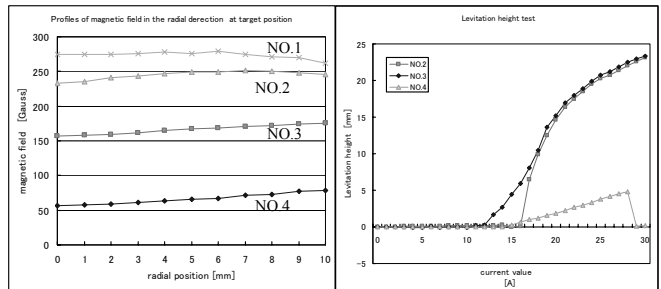 Profiles of magnetic field in the radial derection at target position
300
250
200
150
100
50
0
magnetic field [Gauss]
NO.1
NO.2
NO.3
NO.4
0 1 2 3 4 5 6 7 8 9 10
radial position [mm]
Levitation height test
25
20
15
10
5
0
-5
Levitation height [mm]
NO.2
NO.3
NO.4
0 5 10 15 20 25 30
current value
[A]